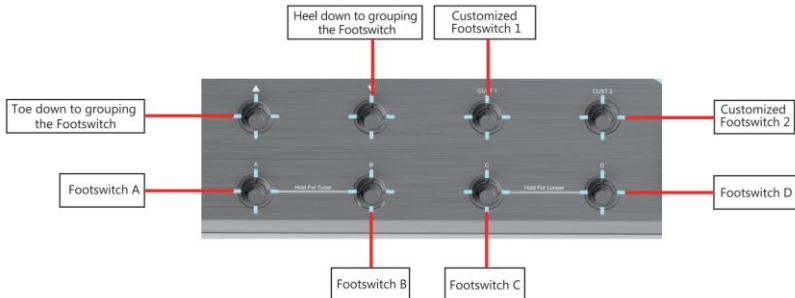 Heel down to grouping
the Footswitch
Customized
Footswitch 1
Toe down to grouping
the Footswitch
▲
▼
CUST 1
CUST 2
Customized
Footswitch 2
Footswitch A
A
B
C
D
Hold For Tuner
Hold For Looper
Footswitch D
Footswitch B
Footswitch C